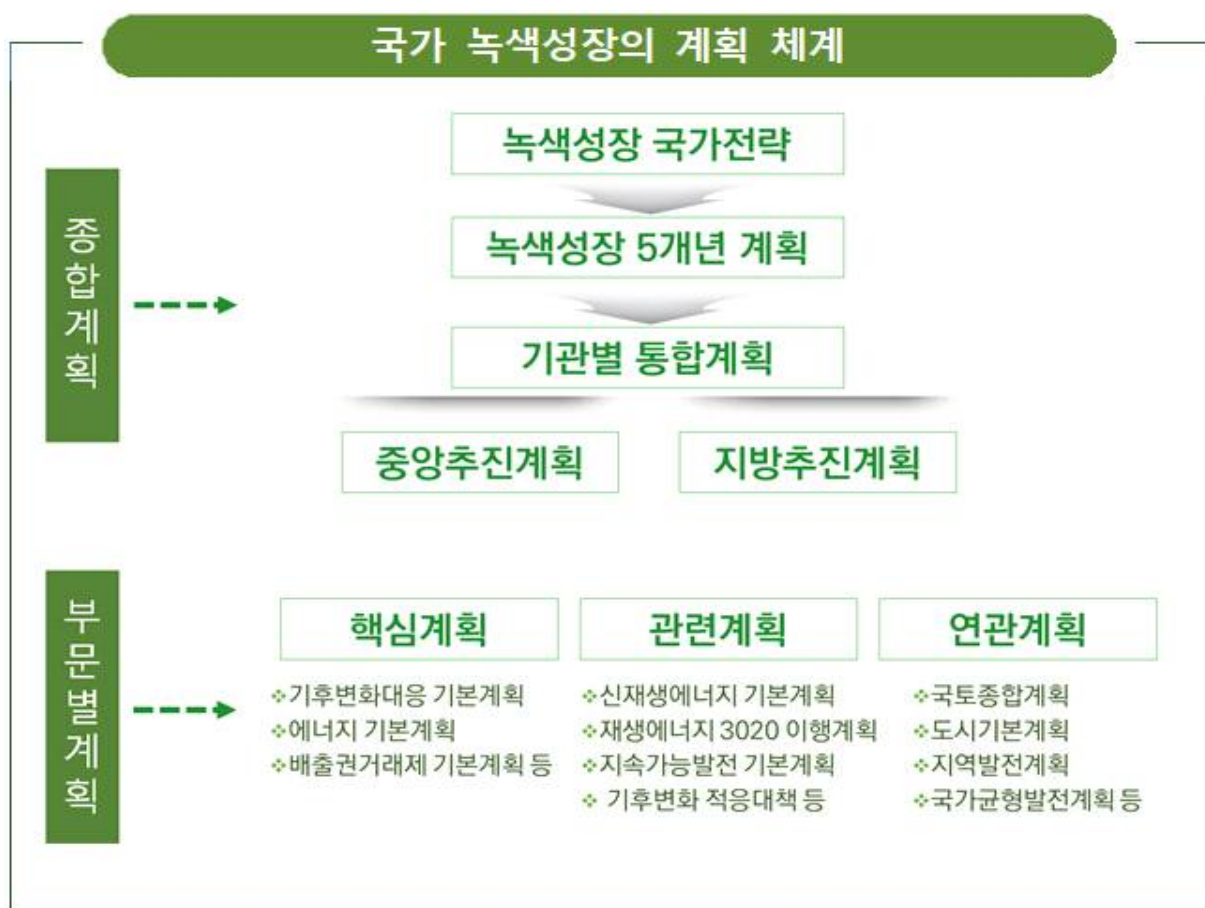 국가 녹색성장의 계획 체계
종합계획
녹색성장 국가전략
녹색성장 5개년 계획
기관별 통합계획
중앙추진계획
지방추진계획
부문별계획
핵심계획
❖기후변화대응 기본계획
❖에너지 기본계획
❖배출권거래제 기본계획 등
관련계획
❖신재생에너지 기본계획
❖재생에너지 3020 이행계획
❖지속가능발전 기본계획
❖ 기후변화 적응대책 등
연관계획
❖국토종합계획
❖도시기본계획
❖지역발전계획
❖국가균형발전계획 등